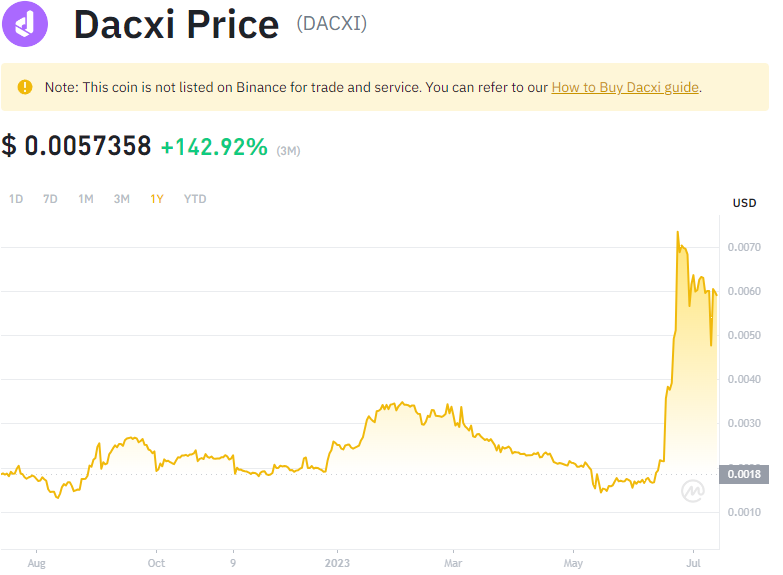 Dacxi Price (DACXI)
Note: This coin is not listed on Binance for trade and service. You can refer to our How to Buy Dacxi guide.
$ 0.0057358 +142.92% (3M)
1D 7D 1M 3M 1Y YTD
USD
0.0070
0.0060
0.0050
0.0040
0.0030
0.0018
0.0010
Aug Oct 9 2023 Mar May Jul